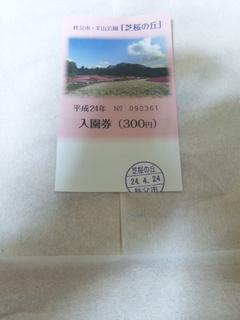 秩父市・羊山公園「芝桜の丘」
平成24年 № 090361
入園券（300円）
芝桜の丘
24.4.24
秩父市